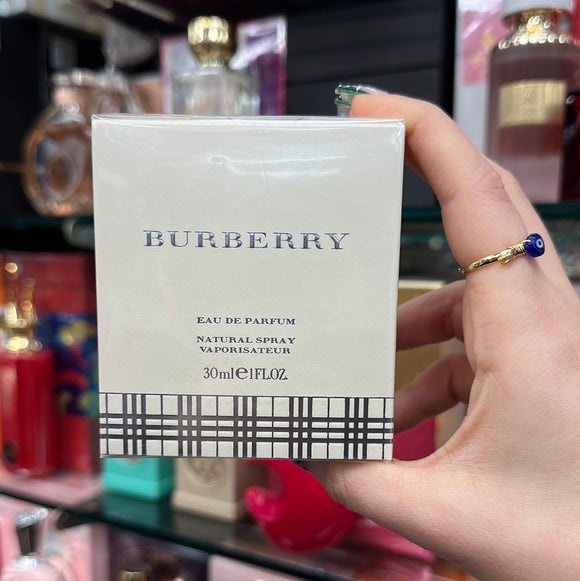 BURBERRY
EAU DE PARFUM
NATURAL SPRAY
VAPORISATEUR
30ml℮1FL.OZ.